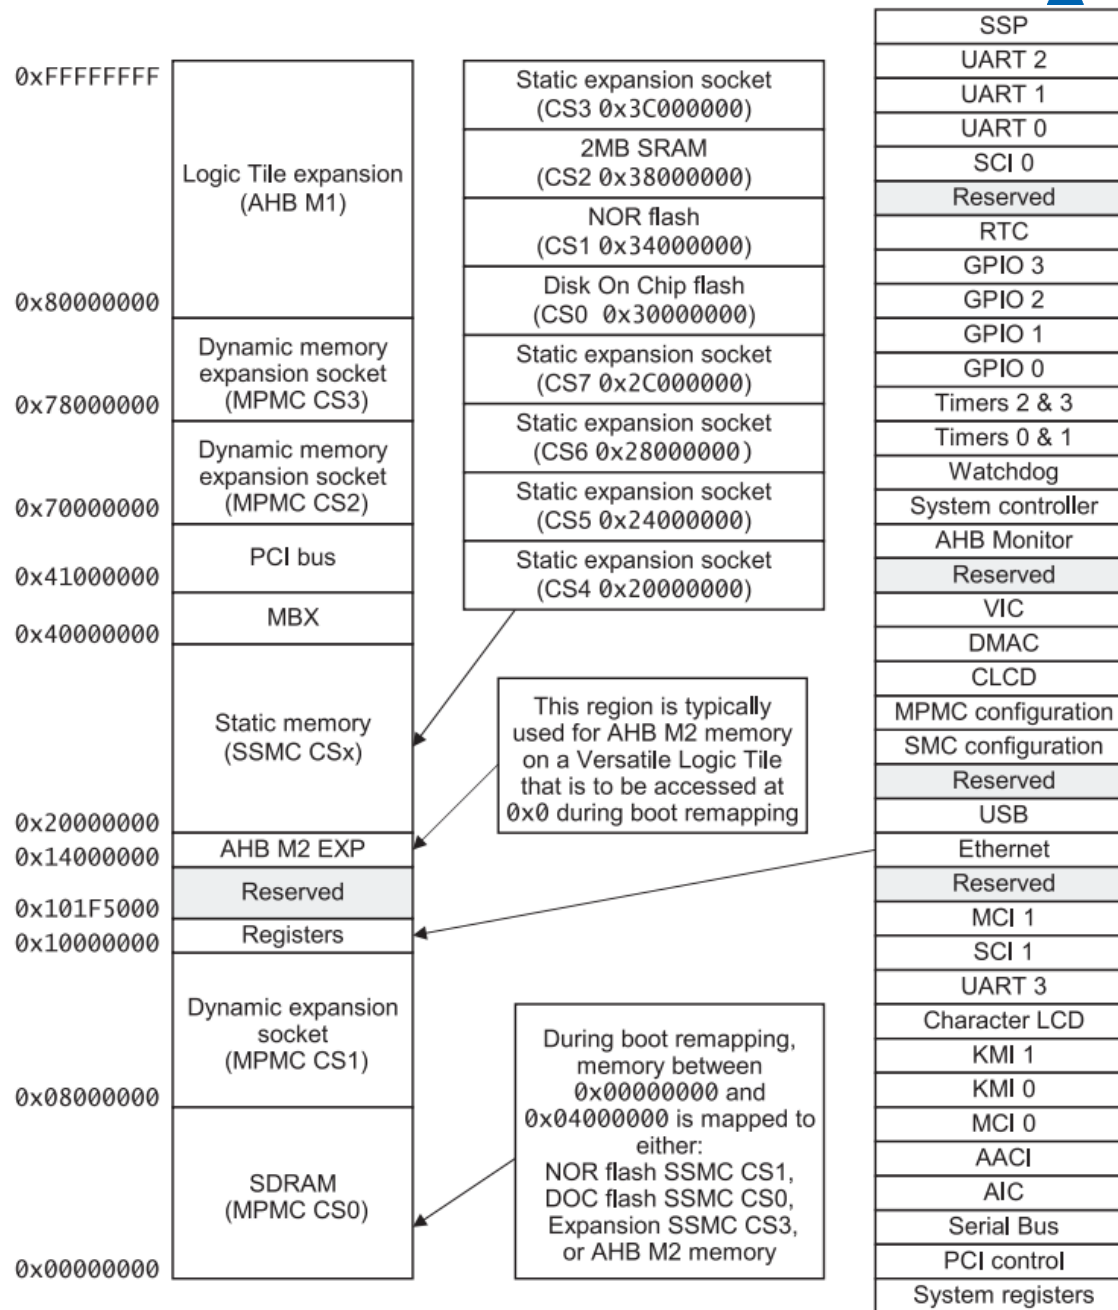 0xFFFFFFFF
Logic Tile expansion
(AHB M1)
0x80000000
Dynamic memory
expansion socket
(MPMC CS3)
0x78000000
Dynamic memory
expansion socket
(MPMC CS2)
0x70000000
PCI bus
0x41000000
MBX
0x40000000
Static memory
(SSMC CSx)
0x20000000
AHB M2 EXP
0x14000000
Reserved
0x101F5000
Registers
0x10000000
Dynamic expansion
socket
(MPMC CS1)
0x08000000
SDRAM
(MPMC CS0)
0x00000000
Static expansion socket
(CS3 0x3C000000)
2MB SRAM
(CS2 0x38000000)
NOR flash
(CS1 0x34000000)
Disk On Chip flash
(CS0 0x30000000)
Static expansion socket
(CS7 0x2C000000)
Static expansion socket
(CS6 0x28000000)
Static expansion socket
(CS5 0x24000000)
Static expansion socket
(CS4 0x20000000)
This region is typically
used for AHB M2 memory
on a Versatile Logic Tile
that is to be accessed at
0x0 during boot remapping
During boot remapping,
memory between
0x00000000 and
0x04000000 is mapped to
either:
NOR flash SSMC CS1,
DOC flash SSMC CS0,
Expansion SSMC CS3,
or AHB M2 memory
SSP
UART 2
UART 1
UART 0
SCI 0
Reserved
RTC
GPIO 3
GPIO 2
GPIO 1
GPIO 0
Timers 2 & 3
Timers 0 & 1
Watchdog
System controller
AHB Monitor
Reserved
VIC
DMAC
CLCD
MPMC configuration
SMC configuration
Reserved
USB
Ethernet
Reserved
MCI 1
SCI 1
UART 3
Character LCD
KMI 1
KMI 0
MCI 0
AACI
AIC
Serial Bus
PCI control
System registers